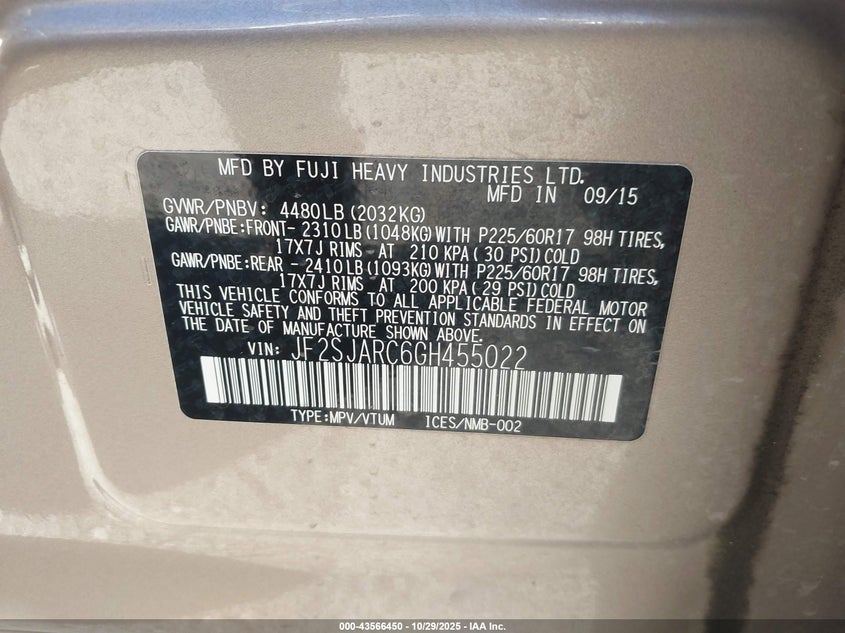 MFD BY FUJI HEAVY INDUSTRIES LTD.
MFD IN 09/15
GVWR/PNBV: 4480LB(2032KG)
GAWR/PNBE:FRONT- 2310LB(1048KG)WITH P225/60R17 98H TIRES,
17X7J RIMS AT 210 KPA( 30 PSI)COLD
GAWR/PNBE:REAR - 2410LB(1093KG)WITH P225/60R17 98H TIRES,
17X7J RIMS AT 200 KPA( 29 PSI)COLD
THIS VEHICLE CONFORMS TO ALL APPLICABLE FEDERAL MOTOR
VEHICLE SAFETY AND THEFT PREVENTION STANDARDS IN EFFECT ON
THE DATE OF MANUFACTURE SHOWN ABOVE.
VIN: JF2SJARC6GH455022
TYPE:MPV/VTUM ICES/NMB-002
000-43566450 - 10/29/2025 - IAA Inc.